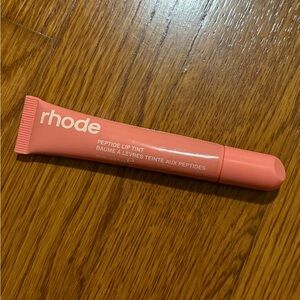 rhode
PEPTIDE LIP TINT
BAUME À LÈVRES TEINTE AUX PEPTIDES